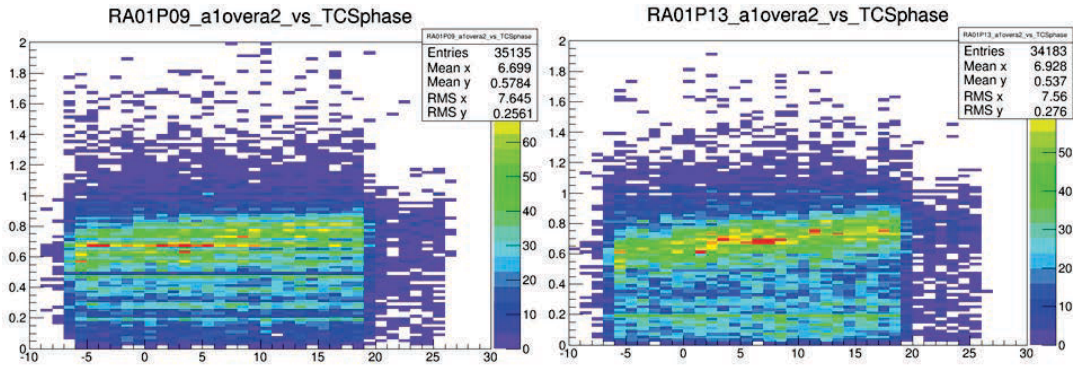 RA01P09_a1overa2_vs_TCSphase
RA01P09_a1overa2_vs_TCSphase
Entries 35135
Mean x 6.699
Mean y 0.5784
RMS x 7.645
RMS y 0.2561
2
1.8
1.6
1.4
1.2
1
0.8
0.6
0.4
0.2
0
-10 -5 0 5 10 15 20 25 30
60
50
40
30
20
10
0
RA01P13_a1overa2_vs_TCSphase
RA01P13_a1overa2_vs_TCSphase
Entries 34183
Mean x 6.928
Mean y 0.537
RMS x 7.56
RMS y 0.276
2
1.8
1.6
1.4
1.2
1
0.8
0.6
0.4
0.2
0
-10 -5 0 5 10 15 20 25 30
50
40
30
20
10
0